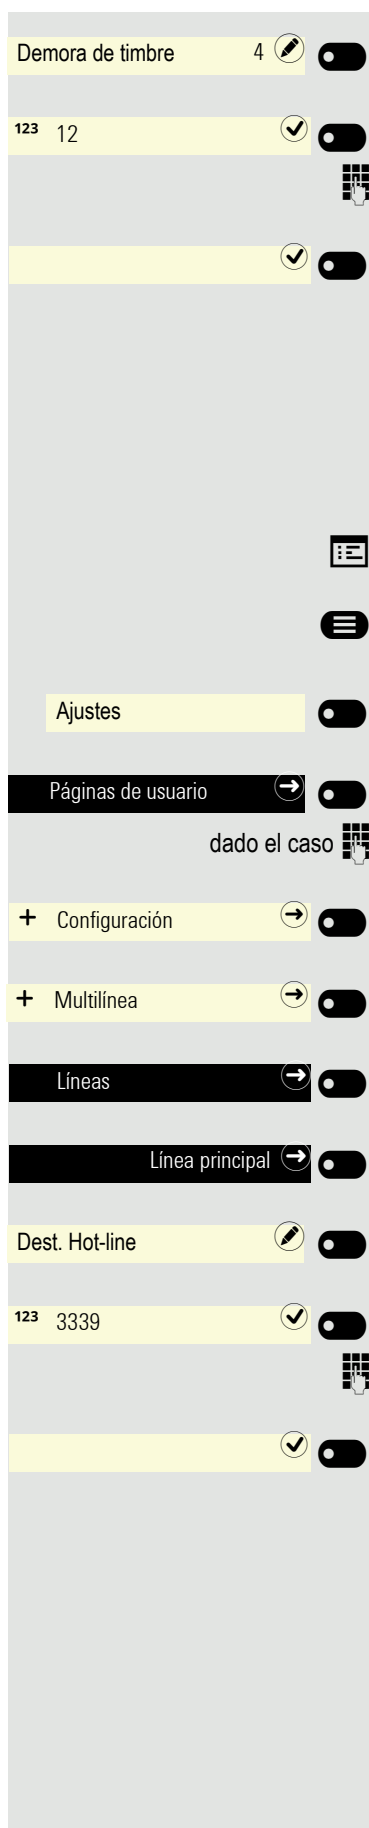 Demora de timbre 4
123 12
Ajustes
Páginas de usuario
dado el caso
+ Configuración
+ Multilínea
Líneas
Línea principal
Dest. Hot-line
123 3339